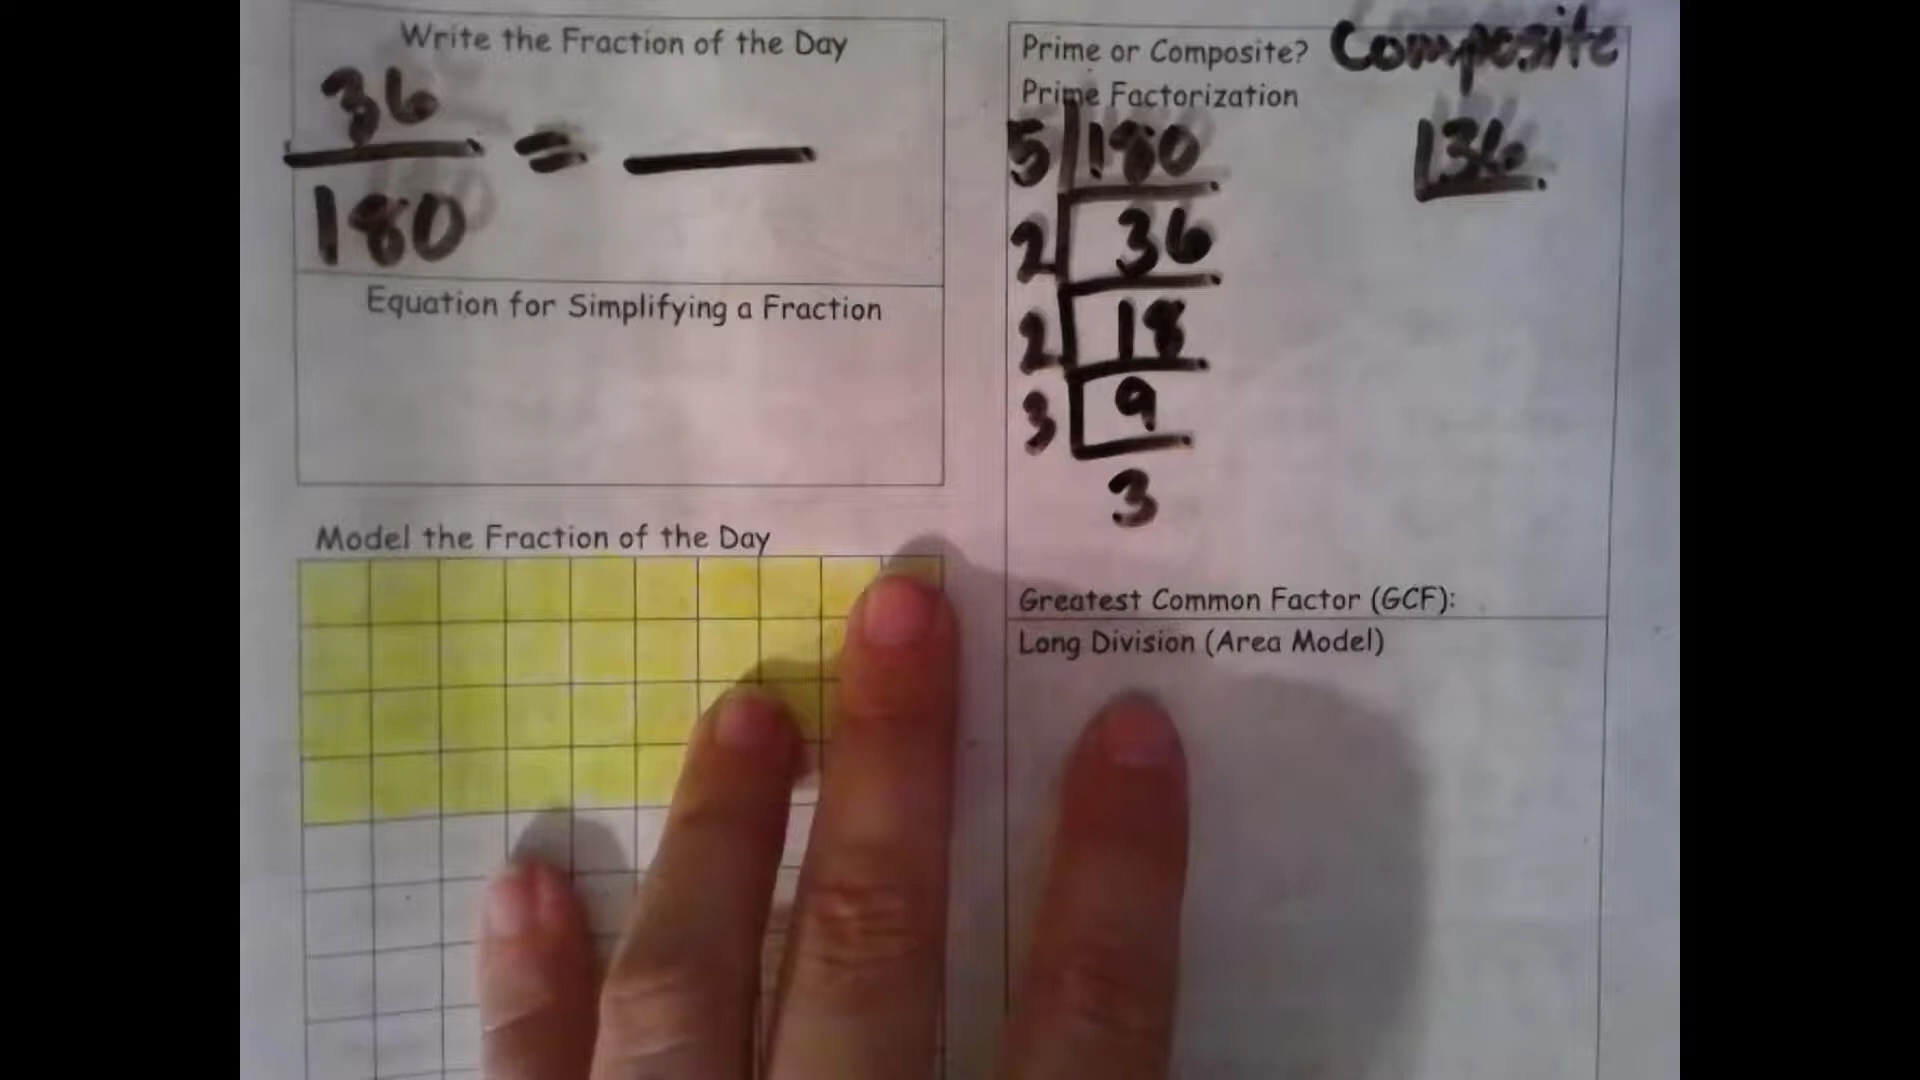 Write the Fraction of the Day
36
180
=
Equation for Simplifying a Fraction
Model the Fraction of the Day
Prime or Composite? Composite
Prime Factorization
5 180
2 36
2 18
3 9
3
36
Greatest Common Factor (GCF):
Long Division (Area Model)